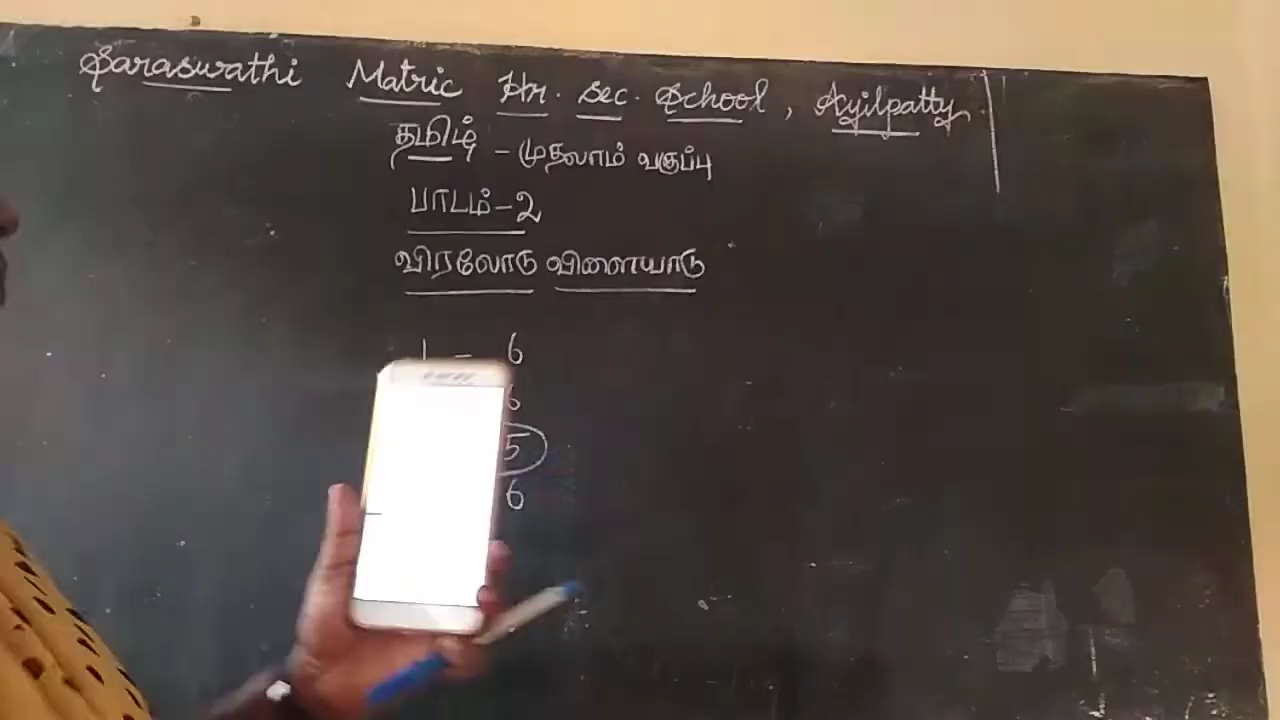 Saraswathi Matric Hr. Sec. School, Ayilpatty
தமிழ் - முதலாம் வகுப்பு
பாடம்-2
விரலோடு விளையாடு
1 - 6
6
5
6